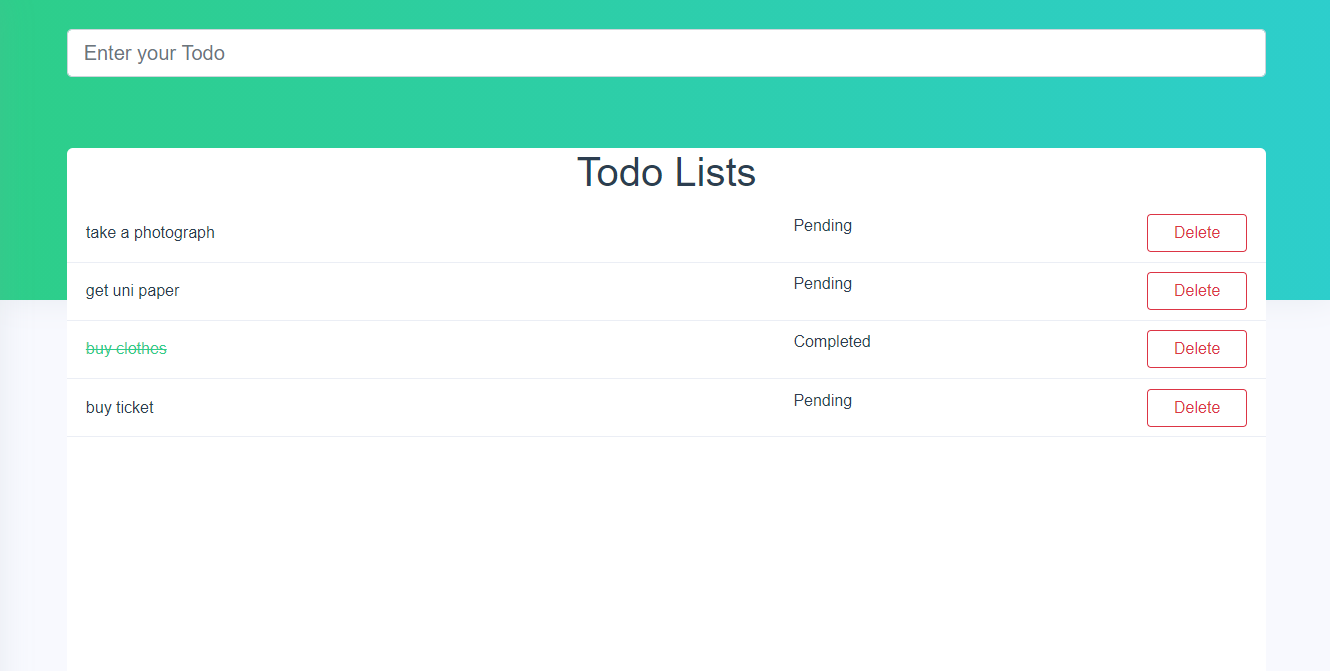 Enter your Todo
Todo Lists
take a photograph Pending Delete
get uni paper Pending Delete
buy clothes Completed Delete
buy ticket Pending Delete